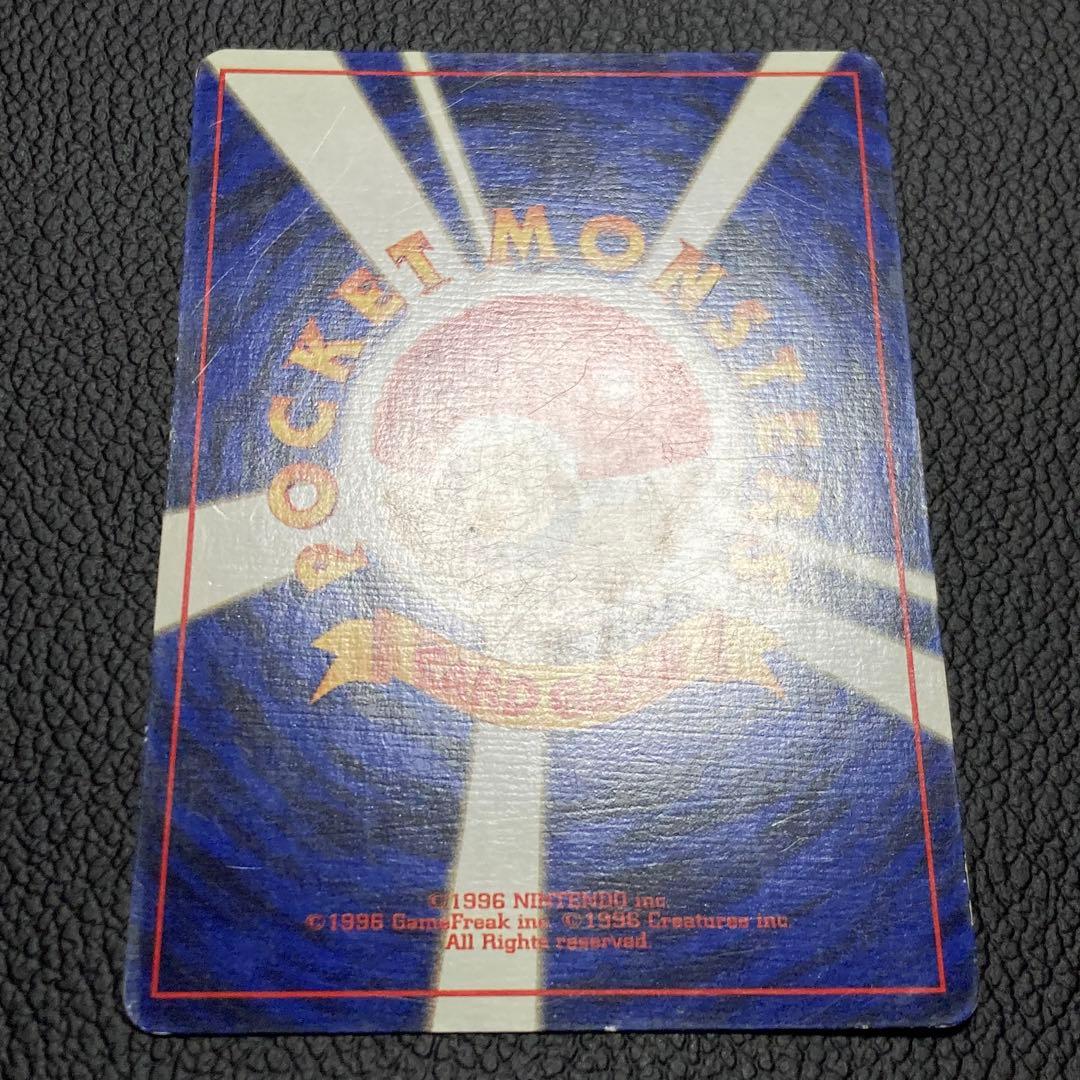 POCKET MONSTERS
©1996 NINTENDO inc.
©1996 GameFreak inc. ©1996 Creatures inc.
All Rights reserved.